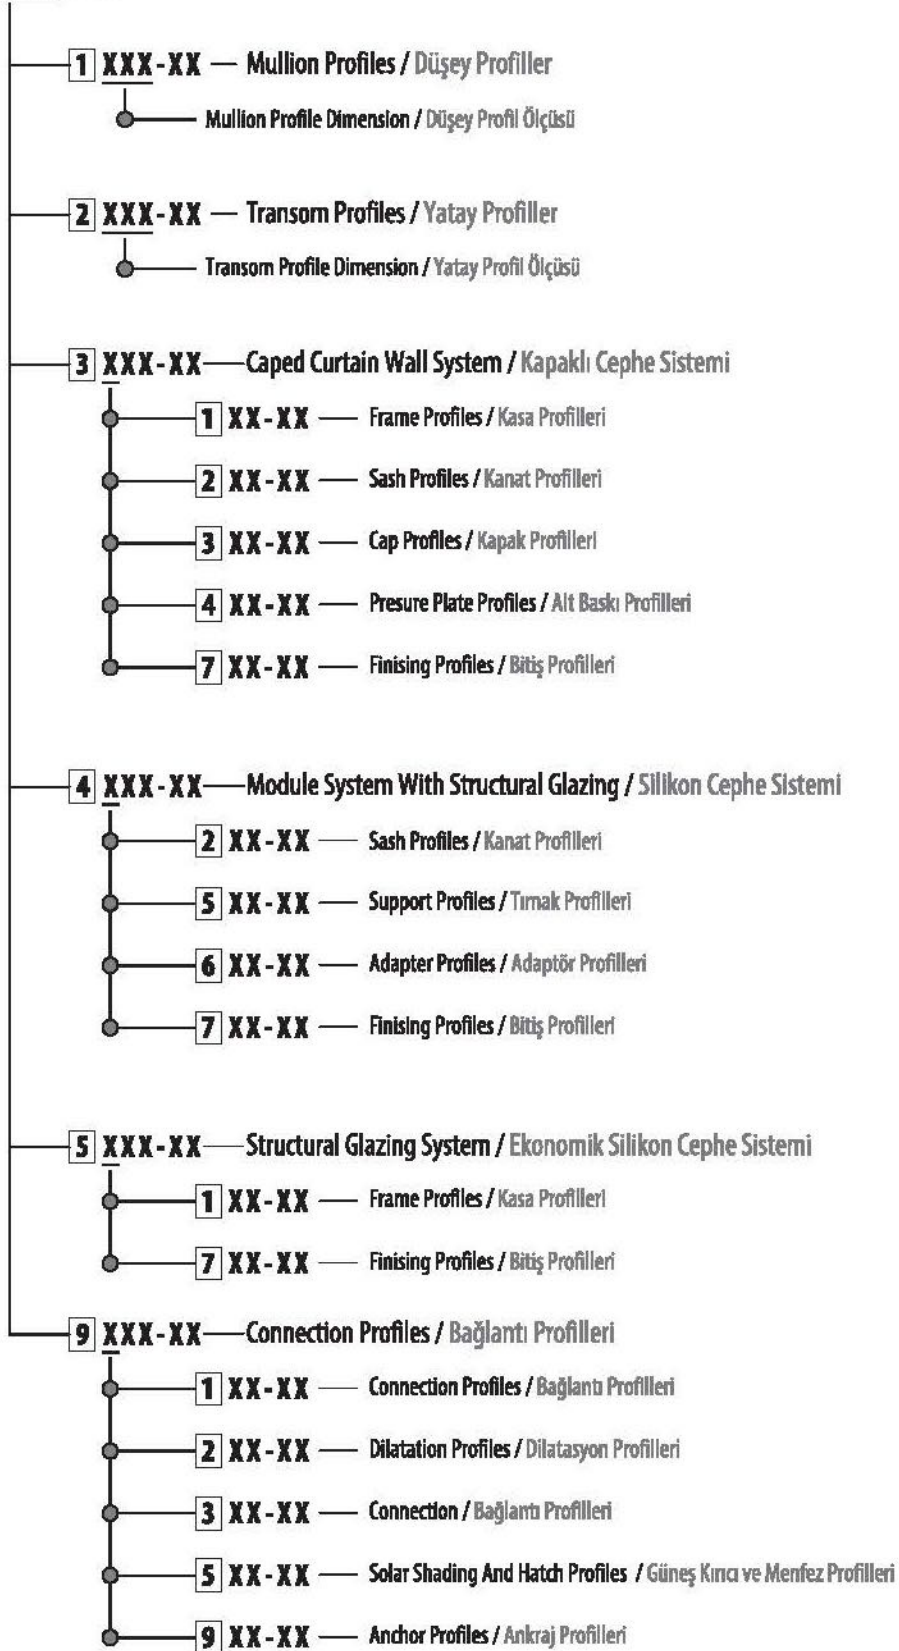 1 XXX-XX — Mullion Profiles / Düşey Profiller
Mullion Profile Dimension / Düşey Profil Ölçüsü
2 XXX-XX — Transom Profiles / Yatay Profiller
Transom Profile Dimension / Yatay Profil Ölçüsü
3 XXX-XX — Caped Curtain Wall System / Kapaklı Cephe Sistemi
1 XX-XX — Frame Profiles / Kasa Profilleri
2 XX-XX — Sash Profiles / Kanat Profilleri
3 XX-XX — Cap Profiles / Kapak Profilleri
4 XX-XX — Presure Plate Profiles / Alt Baskı Profilleri
7 XX-XX — Finising Profiles / Bitiş Profilleri
4 XXX-XX — Module System With Structural Glazing / Silikon Cephe Sistemi
2 XX-XX — Sash Profiles / Kanat Profilleri
5 XX-XX — Support Profiles / Tırnak Profilleri
6 XX-XX — Adapter Profiles / Adaptör Profilleri
7 XX-XX — Finising Profiles / Bitiş Profilleri
5 XXX-XX — Structural Glazing System / Ekonomik Silikon Cephe Sistemi
1 XX-XX — Frame Profiles / Kasa Profilleri
7 XX-XX — Finising Profiles / Bitiş Profilleri
9 XXX-XX — Connection Profiles / Bağlantı Profilleri
1 XX-XX — Connection Profiles / Bağlantı Profilleri
2 XX-XX — Dilatation Profiles / Dilatasyon Profilleri
3 XX-XX — Connection / Bağlantı Profilleri
5 XX-XX — Solar Shading And Hatch Profiles / Güneş Kırıcı ve Menfez Profilleri
9 XX-XX — Anchor Profiles / Ankraj Profilleri